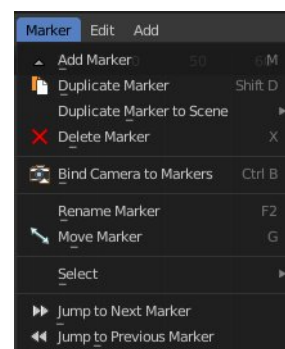 Marker Edit Add
Add Marker M
Duplicate Marker Shift D
Duplicate Marker to Scene
Delete Marker X
Bind Camera to Markers Ctrl B
Rename Marker F2
Move Marker G
Select
Jump to Next Marker
Jump to Previous Marker